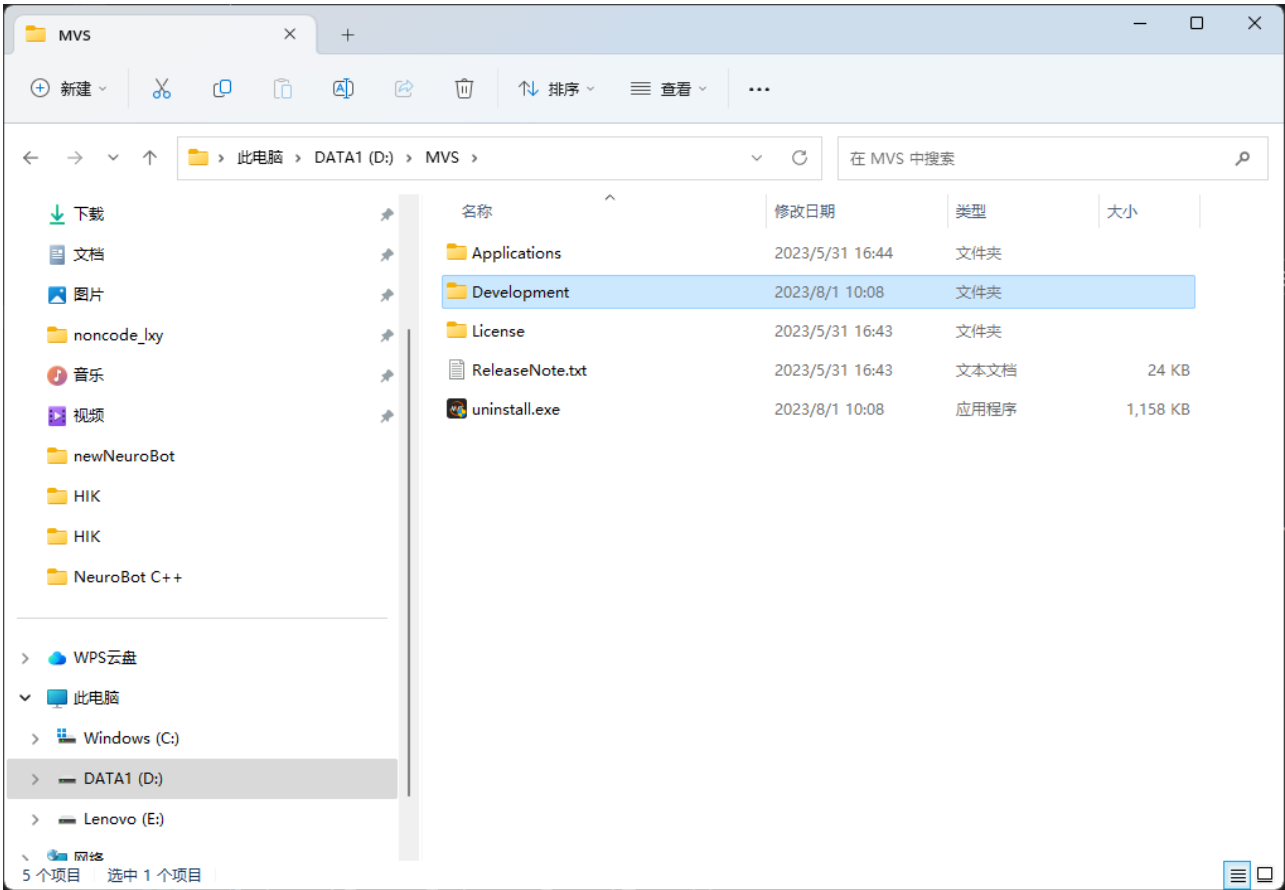 MVS
新建
排序
查看
此电脑 > DATA1 (D:) > MVS >
在 MVS 中搜索
下载
文档
图片
noncode_lxy
音乐
视频
newNeuroBot
HIK
HIK
NeuroBot C++
WPS云盘
此电脑
Windows (C:)
DATA1 (D:)
Lenovo (E:)
网络
名称 修改日期 类型 大小
Applications 2023/5/31 16:44 文件夹
Development 2023/8/1 10:08 文件夹
License 2023/5/31 16:43 文件夹
ReleaseNote.txt 2023/5/31 16:43 文本文档 24 KB
uninstall.exe 2023/8/1 10:08 应用程序 1,158 KB
5 个项目 选中 1 个项目